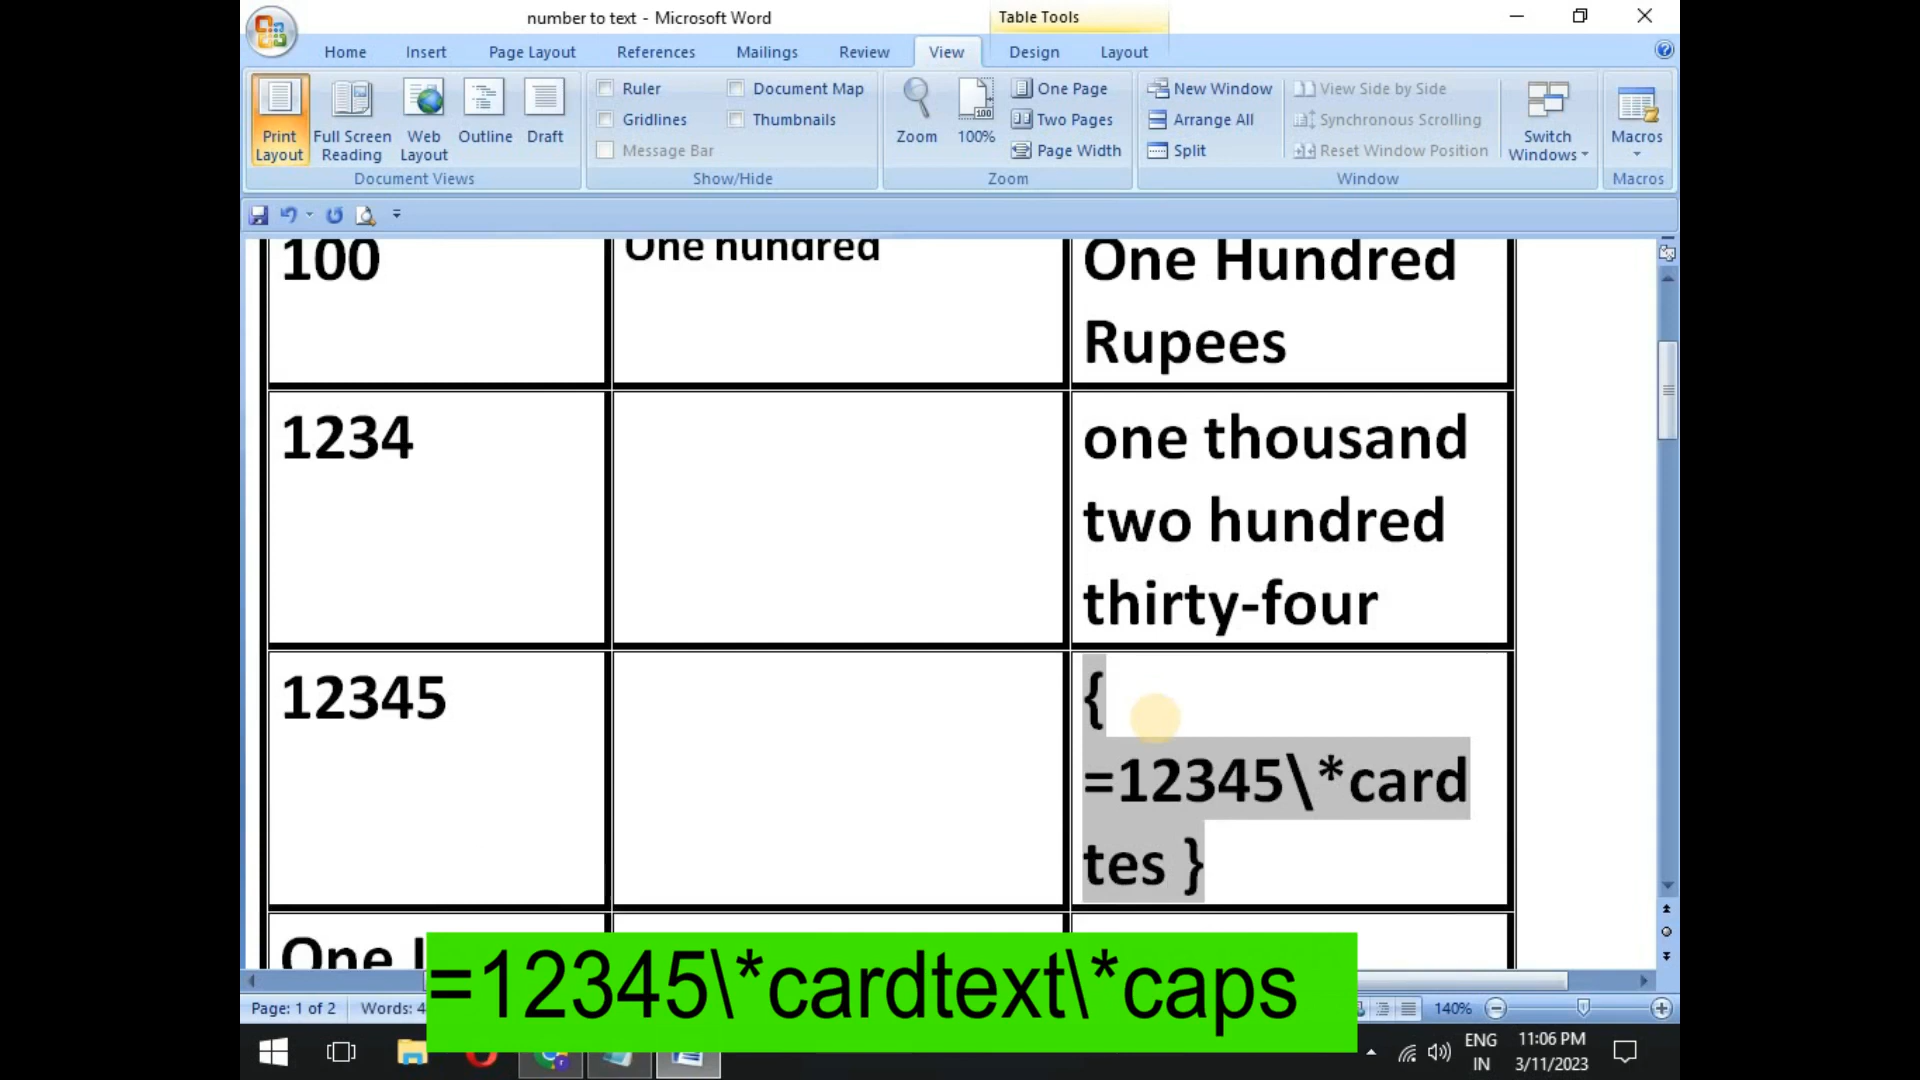 number to text - Microsoft Word
Table Tools
Home Insert Page Layout References Mailings Review View Design Layout
Print Layout
Full Screen Reading
Web Layout
Outline
Draft
Document Views
Ruler
Gridlines
Message Bar
Document Map
Thumbnails
Show/Hide
Zoom
100%
One Page
Two Pages
Page Width
Zoom
New Window
Arrange All
Split
View Side by Side
Synchronous Scrolling
Reset Window Position
Switch Windows
Window
Macros
Macros
100
One hundred
One Hundred
Rupees
1234
one thousand
two hundred
thirty-four
12345
{
=12345\*card
tes }
One
=12345\*cardtext\*caps
Page: 1 of 2
Words: 4
140%
ENG
IN
11:06 PM
3/11/2023